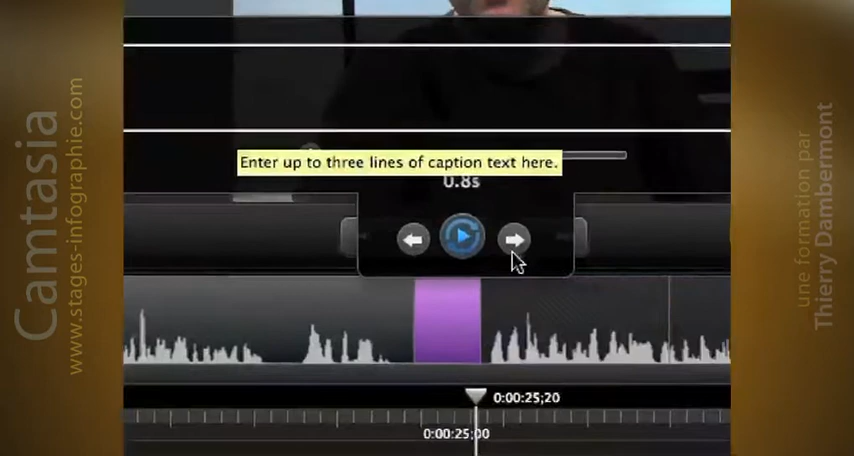 Camtasia
www.stages-infographie.com
Enter up to three lines of caption text here.
0.8s
0:00:25;20
0:00:25;00
une formation par
Thierry Dambermont